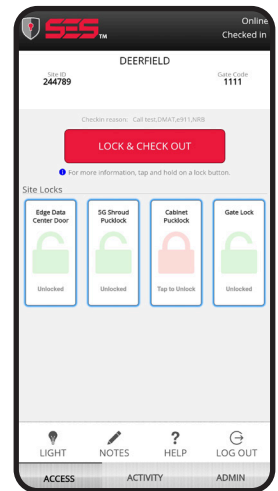 Online
SES TM
Checked in
DEERFIELD
Site ID
244789
Gate Code
1111
Checkin reason: Call test,DMAT,e911,NRB
LOCK & CHECK OUT
For more information, tap and hold on a lock button.
Site Locks
Edge Data Center Door
Unlocked
5G Shroud Pucklock
Unlocked
Cabinet Pucklock
Tap to Unlock
Gate Lock
Unlocked
LIGHT
NOTES
?
HELP
LOG OUT
ACCESS
ACTIVITY
ADMIN